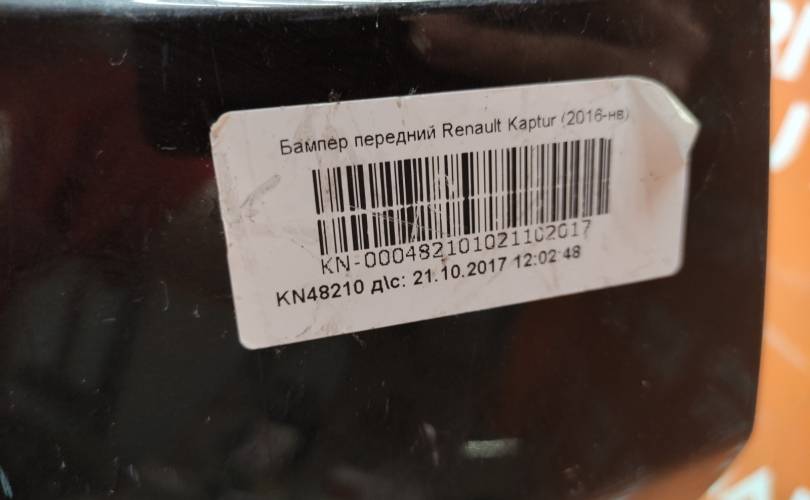 Бампер передний Renault Kaptur (2016-нв)
KN-000482101021102017
KN48210 д\с: 21.10.2017 12:02:48